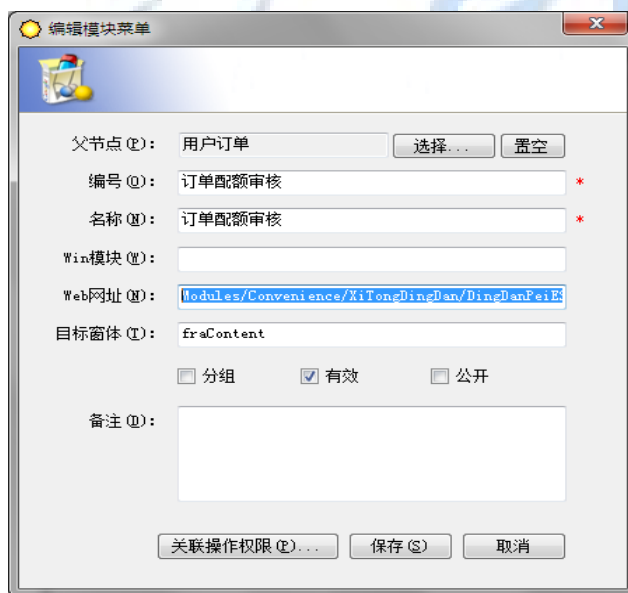 编辑模块菜单
父节点(P): 用户订单 选择... 置空
编号(O): 订单配额审核 *
名称(N): 订单配额审核 *
Win模块(W):
Web网址(N): Modules/Convenience/XiTongDingDan/DingDanPeiES
目标窗体(T): fraContent
分组 有效 公开
备注(D):
关联操作权限(P)... 保存(S) 取消